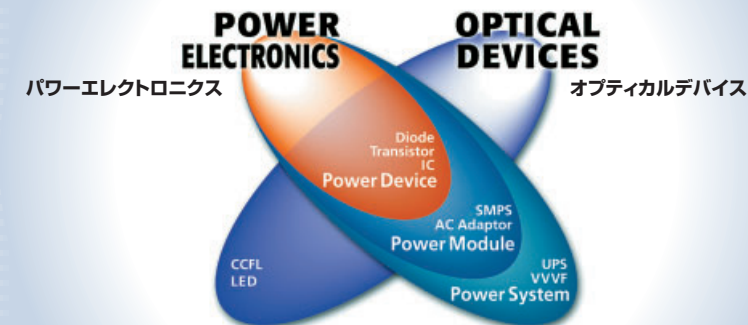 POWER
ELECTRONICS
パワーエレクトロニクス
OPTICAL
DEVICES
オプティカルデバイス
Diode
Transistor
IC
Power Device
SMPS
AC Adaptor
Power Module
CCFL
LED
UPS
VVVF
Power System